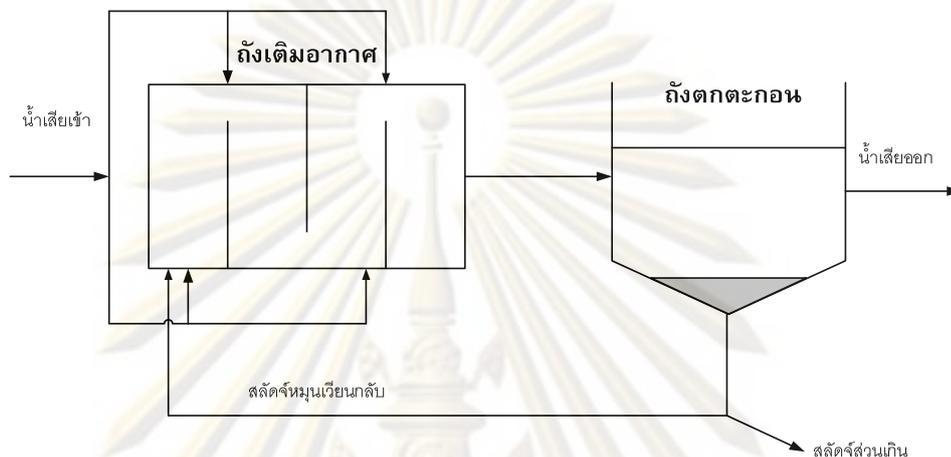 ถังเติมอากาศ
ถังตกตะกอน
น้ำเสียเข้า
น้ำเสียออก
สลัดจ์หมุนเวียนกลับ
สลัดจ์ส่วนเกิน